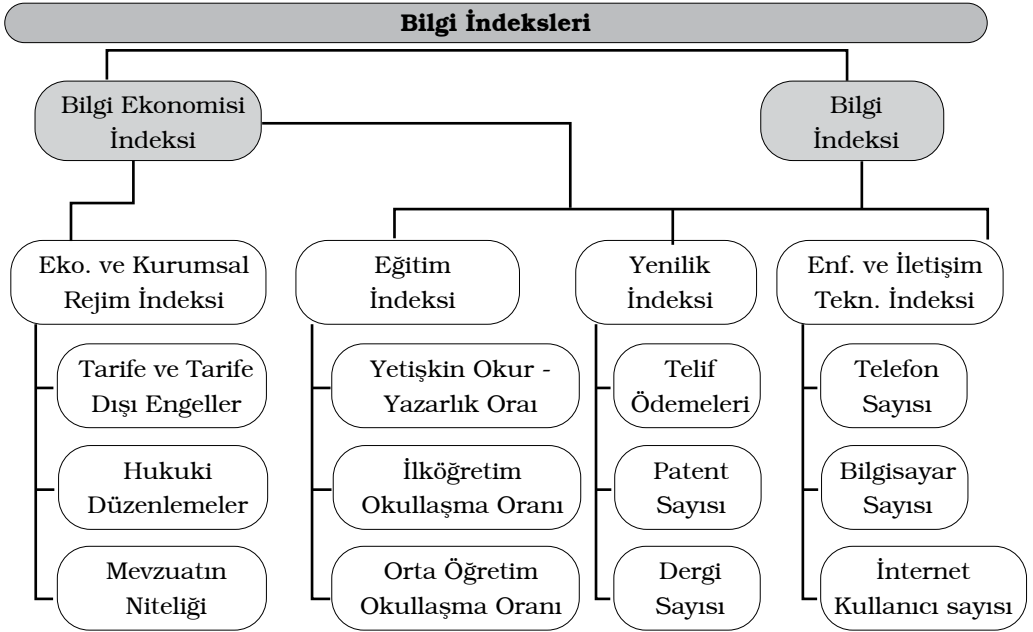 Bilgi İndeksleri
Bilgi Ekonomisi
İndeksi
Bilgi
İndeksi
Eko. ve Kurumsal
Rejim İndeksi
Eğitim
İndeksi
Yenilik
İndeksi
Enf. ve İletişim
Tekn. İndeksi
Tarife ve Tarife
Dışı Engeller
Yetişkin Okur -
Yazarlık Oraı
Telif
Ödemeleri
Telefon
Sayısı
Hukuki
Düzenlemeler
İlköğretim
Okullaşma Oranı
Patent
Sayısı
Bilgisayar
Sayısı
Mevzuatın
Niteliği
Orta Öğretim
Okullaşma Oranı
Dergi
Sayısı
İnternet
Kullanıcı sayısı